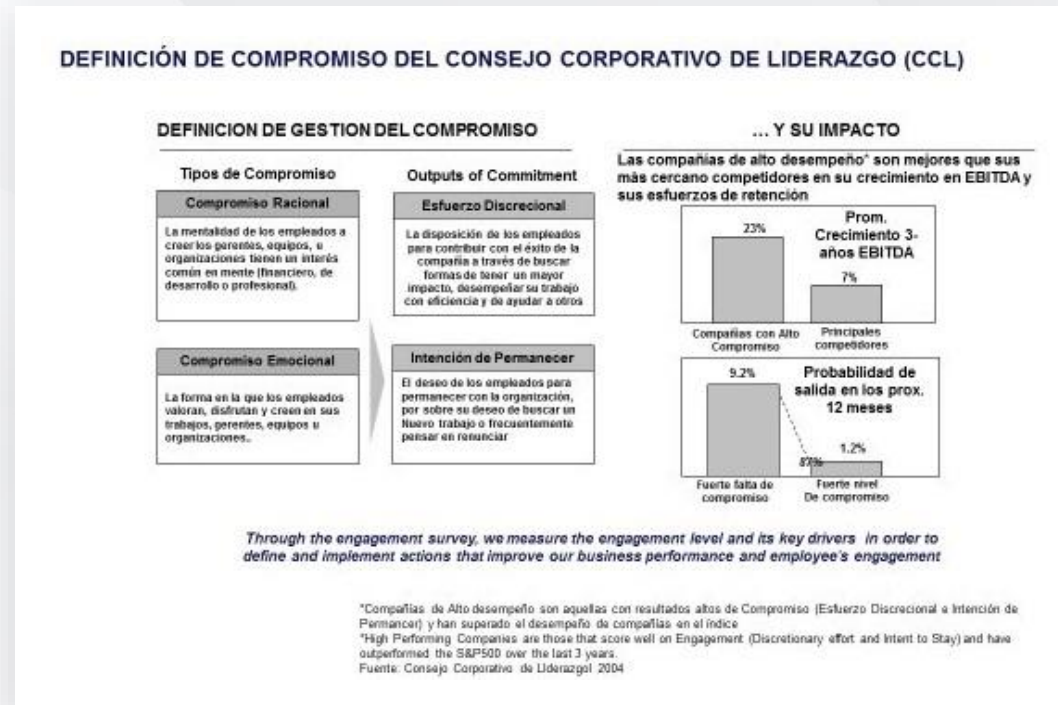 DEFINICIÓN DE COMPROMISO DEL CONSEJO CORPORATIVO DE LIDERAZGO (CCL)
DEFINICION DE GESTION DEL COMPROMISO
Tipos de Compromiso
Compromiso Racional
La mentalidad de los empleados a
creer los gerentes, equipos, u
organizaciones tienen un interés
común en mente (financiero, de
desarrollo o profesional).
Compromiso Emocional
La forma en la que los empleados
valoran, disfrutan y creen en sus
trabajos, gerentes, equipos u
organizaciones..
Outputs of Commitment
Esfuerzo Discrecional
La disposición de los empleados
para contribuir con el éxito de la
compañía a través de buscar
formas de tener un mayor
impacto, desempeñar su trabajo
con eficiencia y de ayudar a otros
Intención de Permanecer
El deseo de los empleados para
permanecer con la organización,
por sobre su deseo de buscar un
Nuevo trabajo o frecuentemente
pensar en renunciar
... Y SU IMPACTO
Las compañías de alto desempeño* son mejores que sus
más cercano competidores en su crecimiento en EBITDA y
sus esfuerzos de retención
Prom.
Crecimiento 3-
años EBITDA
23%
7%
Compañías con Alto
Compromiso
Principales
competidores
Probabilidad de
salida en los prox.
12 meses
9.2%
1.2%
87%
Fuerte falta de
compromiso
Fuerte nivel
De compromiso
Through the engagement survey, we measure the engagement level and its key drivers in order to
define and implement actions that improve our business performance and employee's engagement
*Compañías de Alto desempeño son aquellas con resultados altos de Compromiso (Esfuerzo Discrecional e Intención de
Permancer) y han superado el desempeño de compañías en el índice
*High Performing Companies are those that score well on Engagement (Discretionary effort and Intent to Stay) and have
outperformed the S&P500 over the last 3 years.
Fuente: Consejo Corporativo de Liderazgol 2004